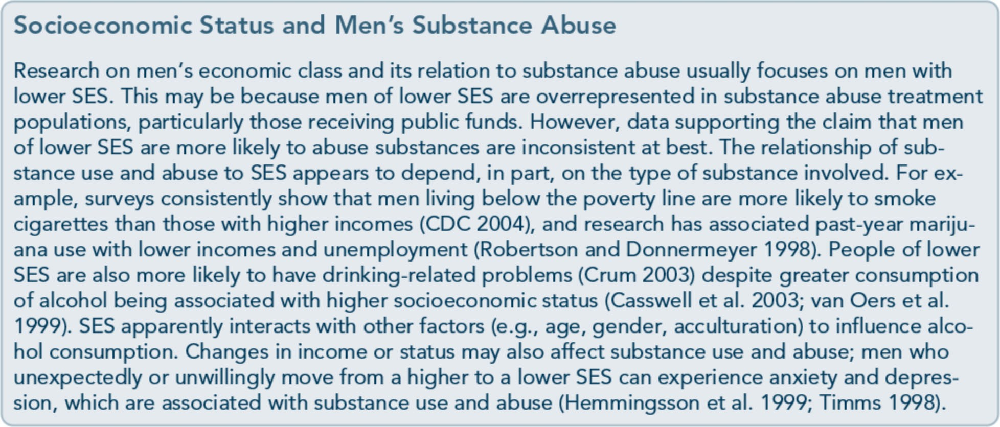 Socioeconomic Status and Men’s Substance Abuse
Research on men’s economic class and its relation to substance abuse usually focuses on men with
lower SES. This may be because men of lower SES are overrepresented in substance abuse treatment
populations, particularly those receiving public funds. However, data supporting the claim that men
of lower SES are more likely to abuse substances are inconsistent at best. The relationship of sub-
stance use and abuse to SES appears to depend, in part, on the type of substance involved. For ex-
ample, surveys consistently show that men living below the poverty line are more likely to smoke
cigarettes than those with higher incomes (CDC 2004), and research has associated past-year mariju-
ana use with lower incomes and unemployment (Robertson and Donnermeyer 1998). People of lower
SES are also more likely to have drinking-related problems (Crum 2003) despite greater consumption
of alcohol being associated with higher socioeconomic status (Casswell et al. 2003; van Oers et al.
1999). SES apparently interacts with other factors (e.g., age, gender, acculturation) to influence alco-
hol consumption. Changes in income or status may also affect substance use and abuse; men who
unexpectedly or unwillingly move from a higher to a lower SES can experience anxiety and depres-
sion, which are associated with substance use and abuse (Hemmingsson et al. 1999; Timms 1998).